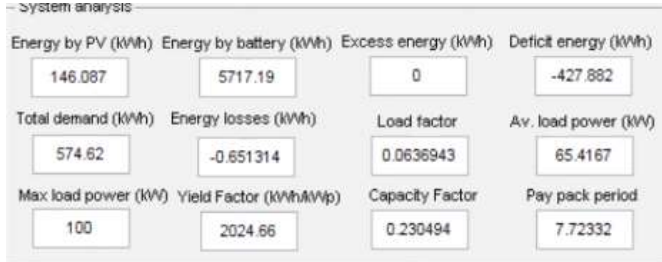 System analysis
Energy by PV (kWh) Energy by battery (kWh) Excess energy (kWh) Deficit energy (kWh)
146.087 5717.19 0 -427.882
Total demand (kWh) Energy losses (kWh) Load factor Av. load power (kW)
574.62 -0.651314 0.0636943 65.4167
Max load power (kW) Yield Factor (kWh/kWp) Capacity Factor Pay pack period
100 2024.66 0.230494 7.72332